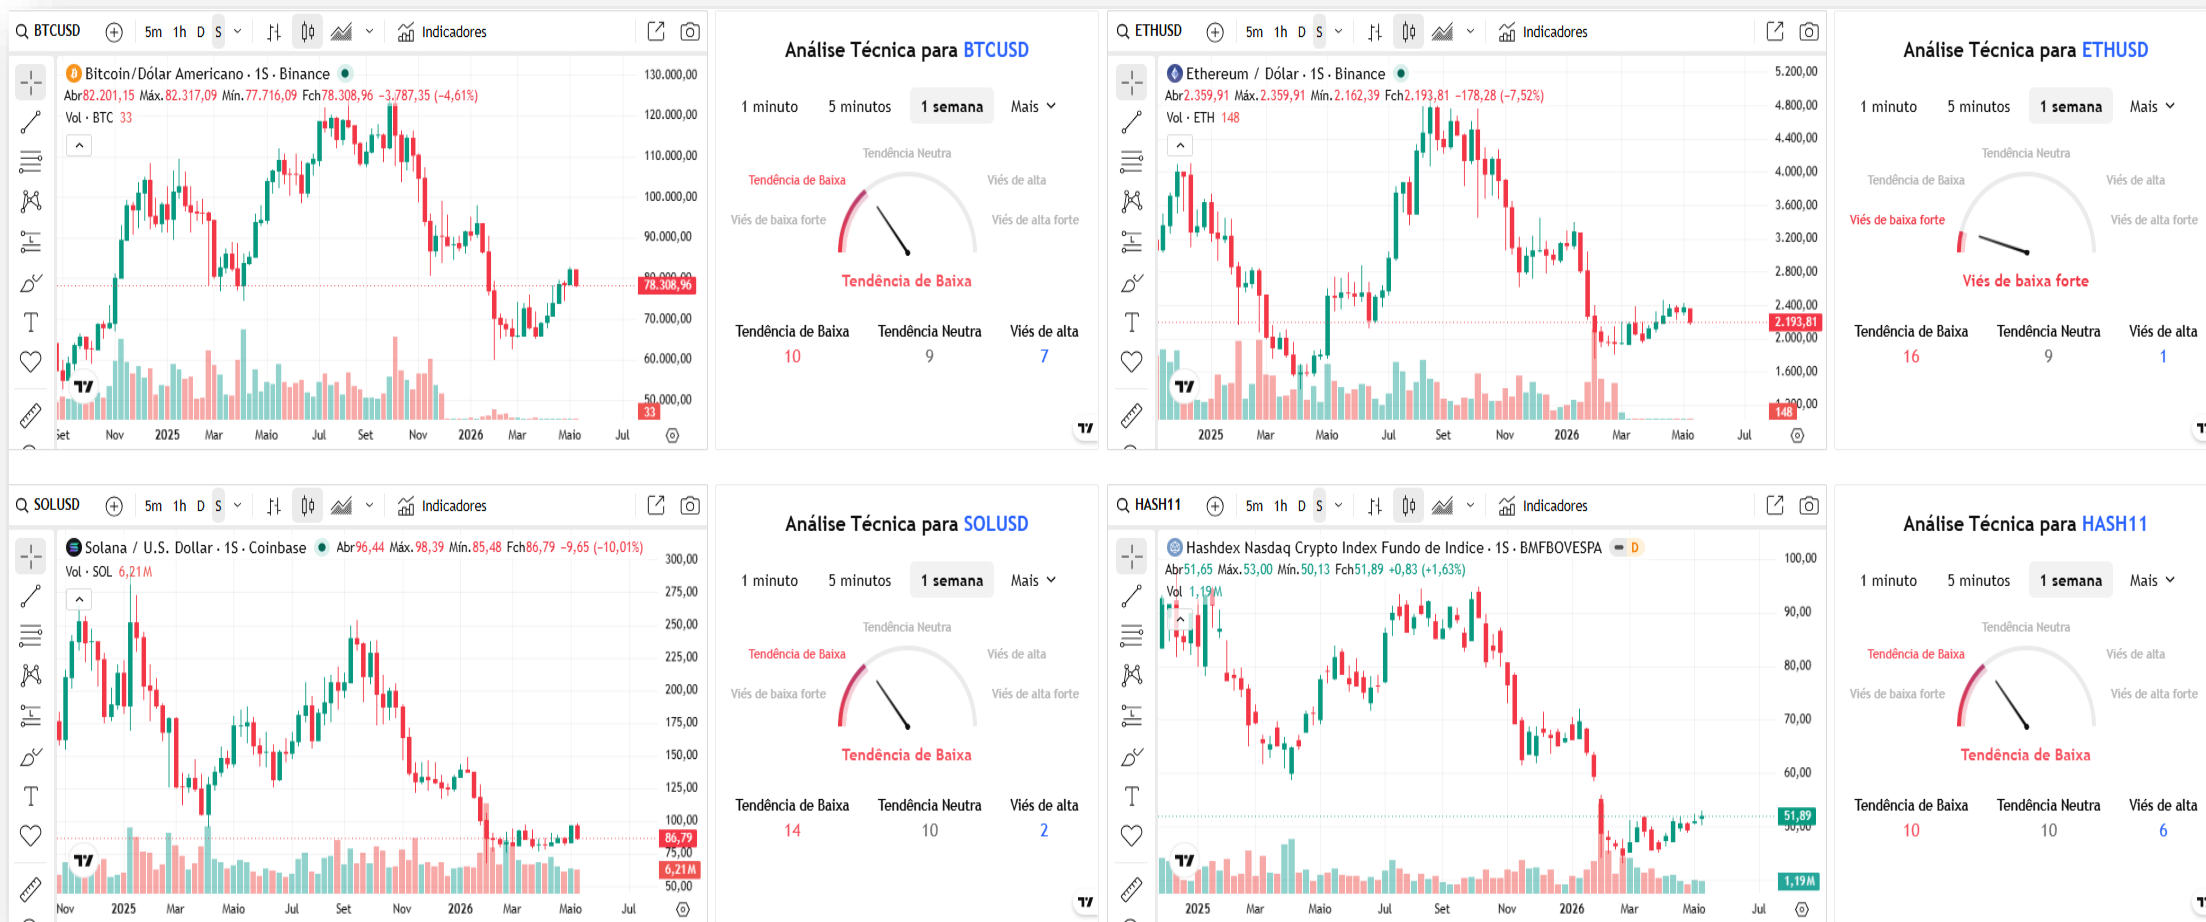 BTCUSD
5m 1h D S
Indicadores
Bitcoin/Dólar Americano · 1S · Binance
Abr82.201,15 Máx.82.317,09 Mín.77.716,09 Fch78.308,96 −3.787,35 (−4,61%)
Vol · BTC 33
130.000,00
120.000,00
110.000,00
100.000,00
90.000,00
80.000,00
78.308,96
70.000,00
60.000,00
50.000,00
33
Set Nov 2025 Mar Maio Jul Set Nov 2026 Mar Maio Jul
Análise Técnica para BTCUSD
1 minuto 5 minutos 1 semana Mais
Tendência Neutra
Tendência de Baixa Viés de alta
Viés de baixa forte Viés de alta forte
Tendência de Baixa
Tendência de Baixa Tendência Neutra Viés de alta
10 9 7
ETHUSD
5m 1h D S
Indicadores
Ethereum / Dólar · 1S · Binance
Abr2.359,91 Máx.2.359,91 Mín.2.162,39 Fch2.193,81 −178,28 (−7,52%)
Vol · ETH 148
5.200,00
4.800,00
4.400,00
4.000,00
3.600,00
3.200,00
2.800,00
2.400,00
2.193,81
2.000,00
1.600,00
1.200,00
148
2025 Mar Maio Jul Set Nov 2026 Mar Maio Jul
Análise Técnica para ETHUSD
1 minuto 5 minutos 1 semana Mais
Tendência Neutra
Tendência de Baixa Viés de alta
Viés de baixa forte Viés de alta forte
Viés de baixa forte
Tendência de Baixa Tendência Neutra Viés de alta
16 9 1
SOLUSD
5m 1h D S
Indicadores
Solana / U.S. Dollar · 1S · Coinbase Abr96,44 Máx.98,39 Mín.85,48 Fch86,79 −9,65 (−10,01%)
Vol · SOL 6,21M
300,00
275,00
250,00
225,00
200,00
175,00
150,00
125,00
100,00
86,79
75,00
6,21M
50,00
Nov 2025 Mar Maio Jul Set Nov 2026 Mar Maio Jul
Análise Técnica para SOLUSD
1 minuto 5 minutos 1 semana Mais
Tendência Neutra
Tendência de Baixa Viés de alta
Viés de baixa forte Viés de alta forte
Tendência de Baixa
Tendência de Baixa Tendência Neutra Viés de alta
14 10 2
HASH11
5m 1h D S
Indicadores
Hashdex Nasdaq Crypto Index Fundo de Indice · 1S · BMFBOVESPA D
Abr51,65 Máx.53,00 Mín.50,13 Fch51,89 +0,83 (+1,63%)
Vol 1,19M
100,00
90,00
80,00
70,00
60,00
51,89
50,00
1,19M
2025 Mar Maio Jul Set Nov 2026 Mar Maio Jul
Análise Técnica para HASH11
1 minuto 5 minutos 1 semana Mais
Tendência Neutra
Tendência de Baixa Viés de alta
Viés de baixa forte Viés de alta forte
Tendência de Baixa
Tendência de Baixa Tendência Neutra Viés de alta
10 10 6